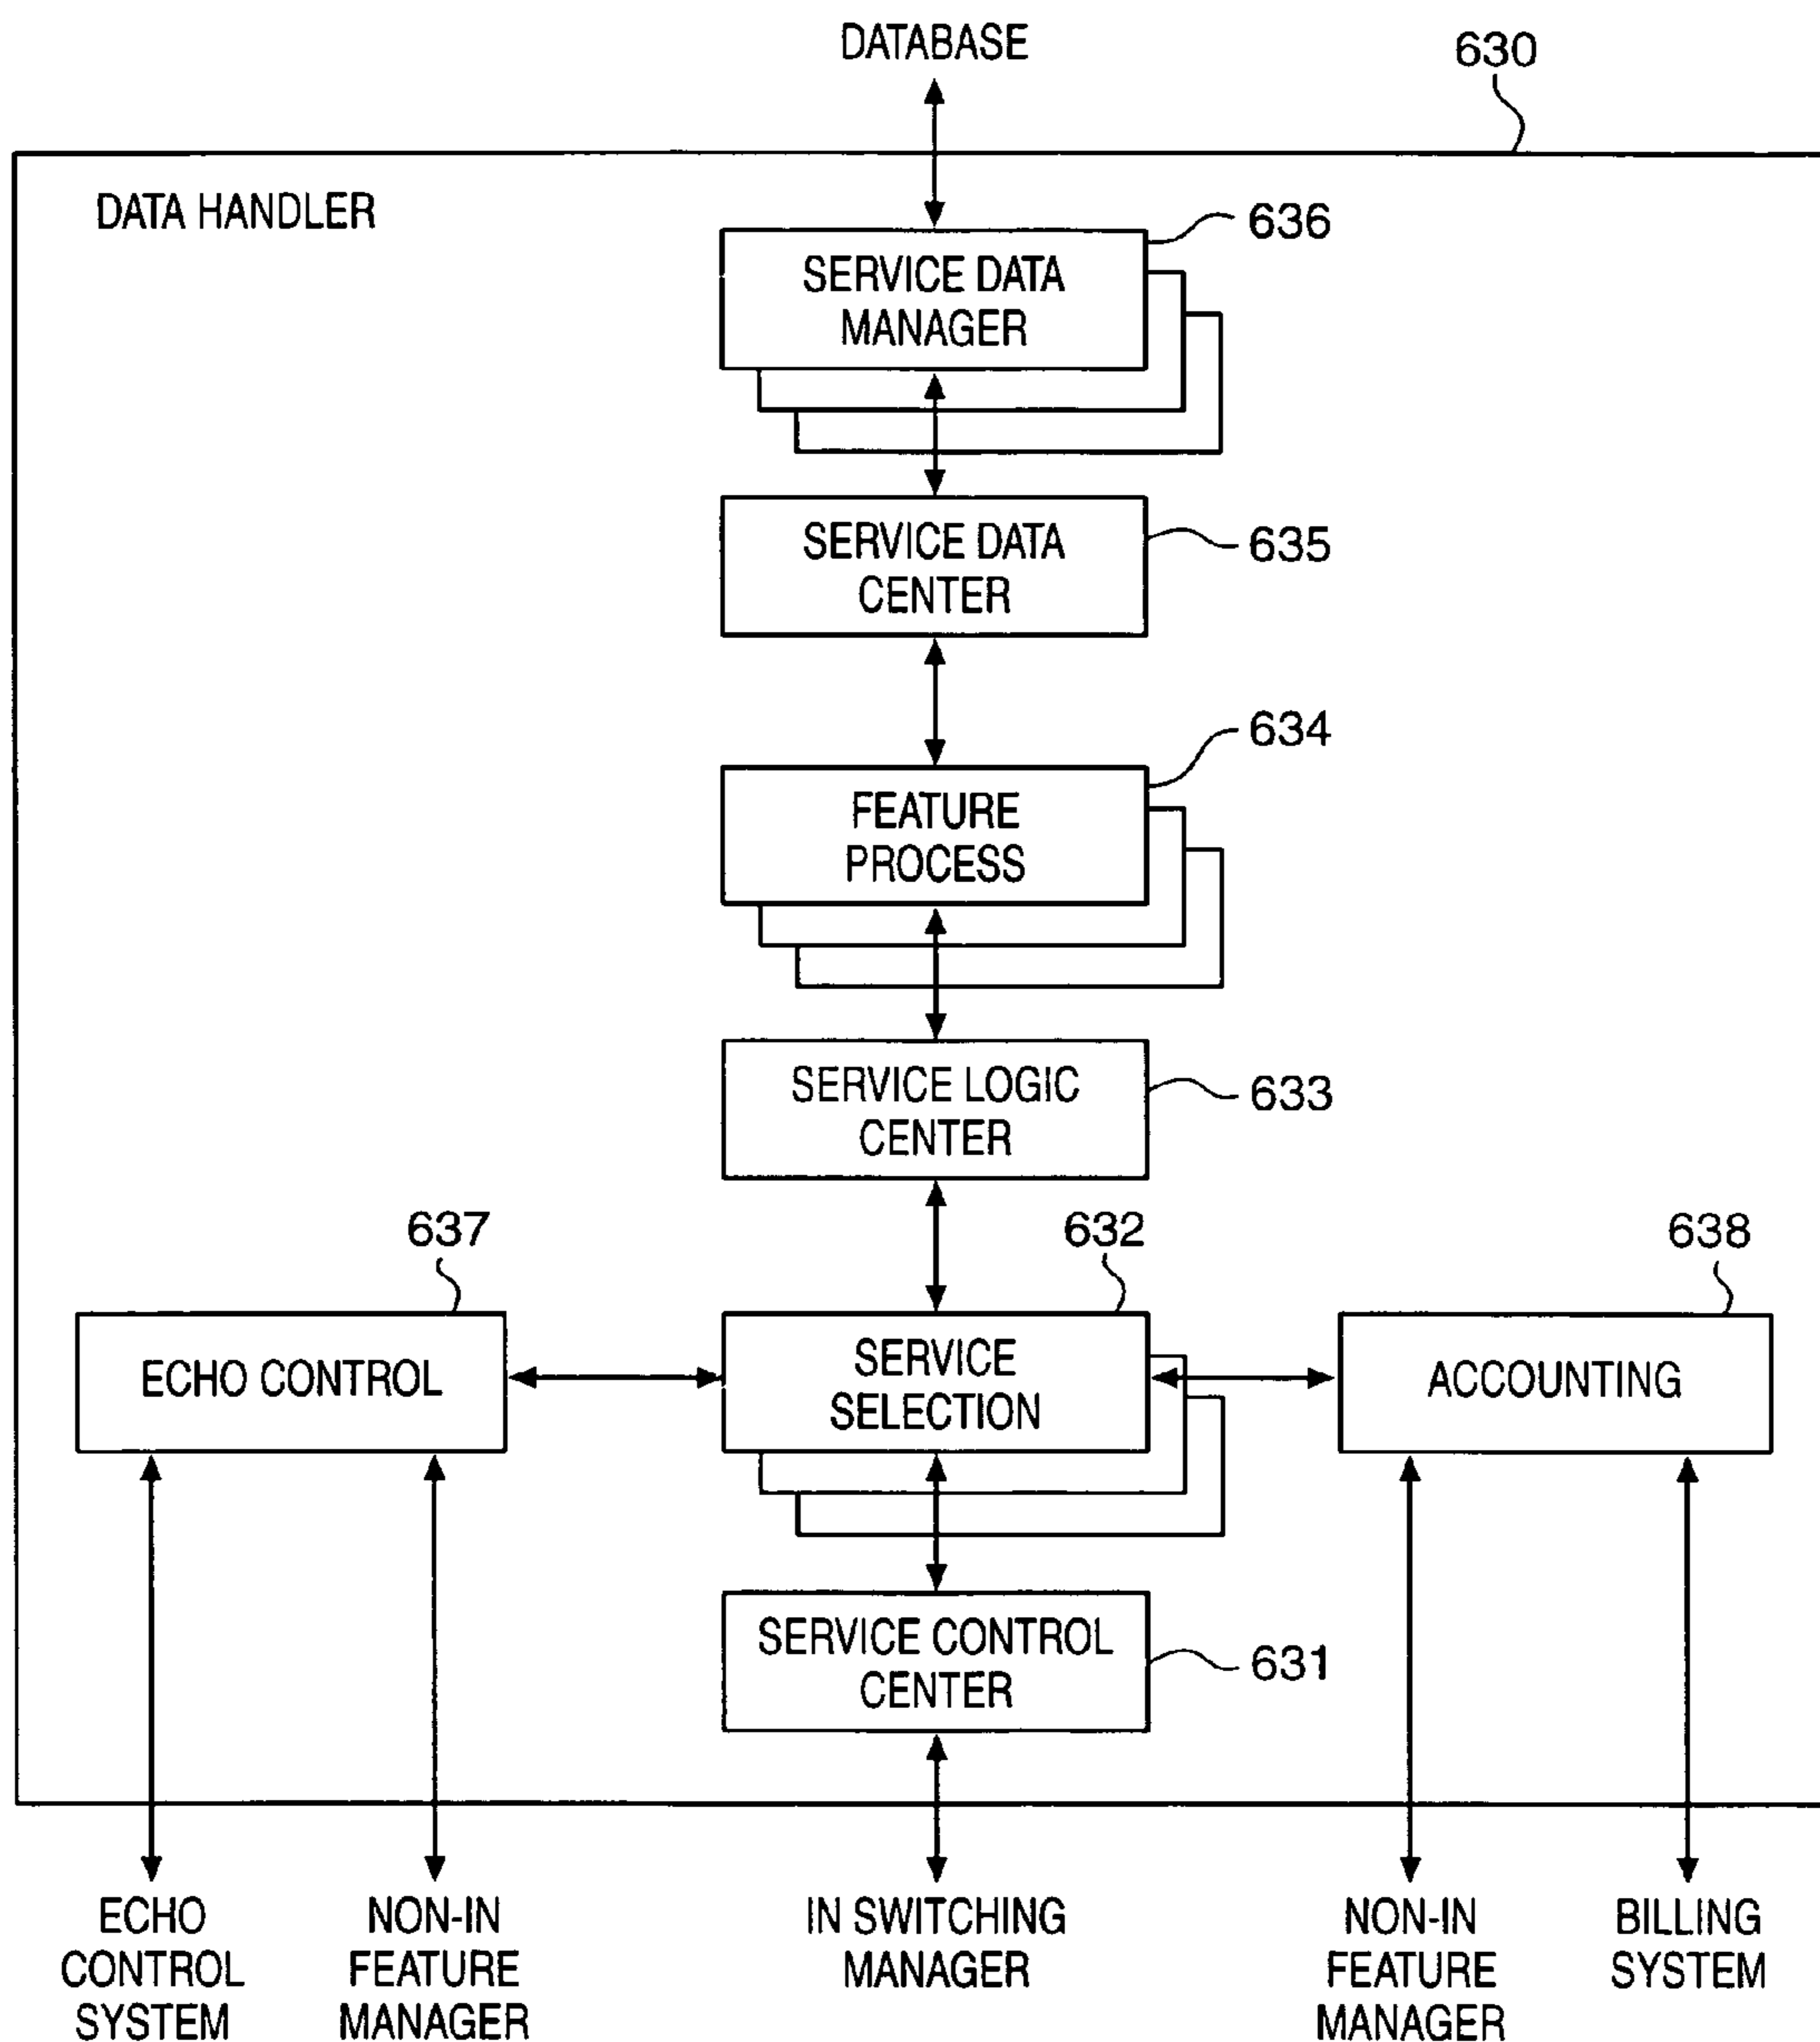 DATABASE
630
DATA HANDLER
636
SERVICE DATA
MANAGER
SERVICE DATA
CENTER
635
634
FEATURE
PROCESS
SERVICE LOGIC
CENTER
633
637
632
638
ECHO CONTROL
SERVICE
SELECTION
ACCOUNTING
SERVICE CONTROL
CENTER
631
ECHO
CONTROL
SYSTEM
NON-IN
FEATURE
MANAGER
IN SWITCHING
MANAGER
NON-IN
FEATURE
MANAGER
BILLING
SYSTEM